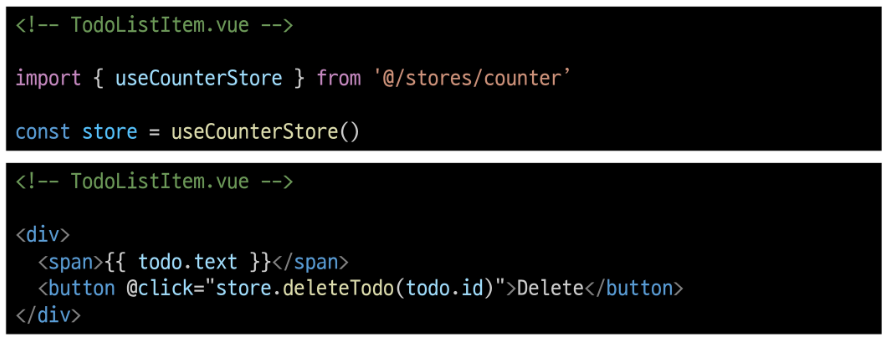 <!-- TodoListItem.vue -->
import { useCounterStore } from '@/stores/counter’
const store = useCounterStore()
<!-- TodoListItem.vue -->
<div>
  <span>{{ todo.text }}</span>
  <button @click="store.deleteTodo(todo.id)">Delete</button>
</div>